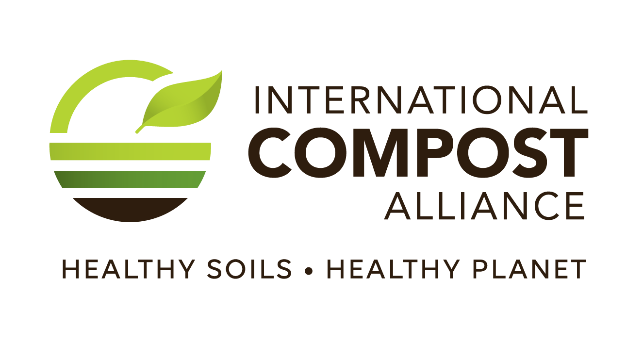 INTERNATIONAL
COMPOST
ALLIANCE
HEALTHY SOILS • HEALTHY PLANET